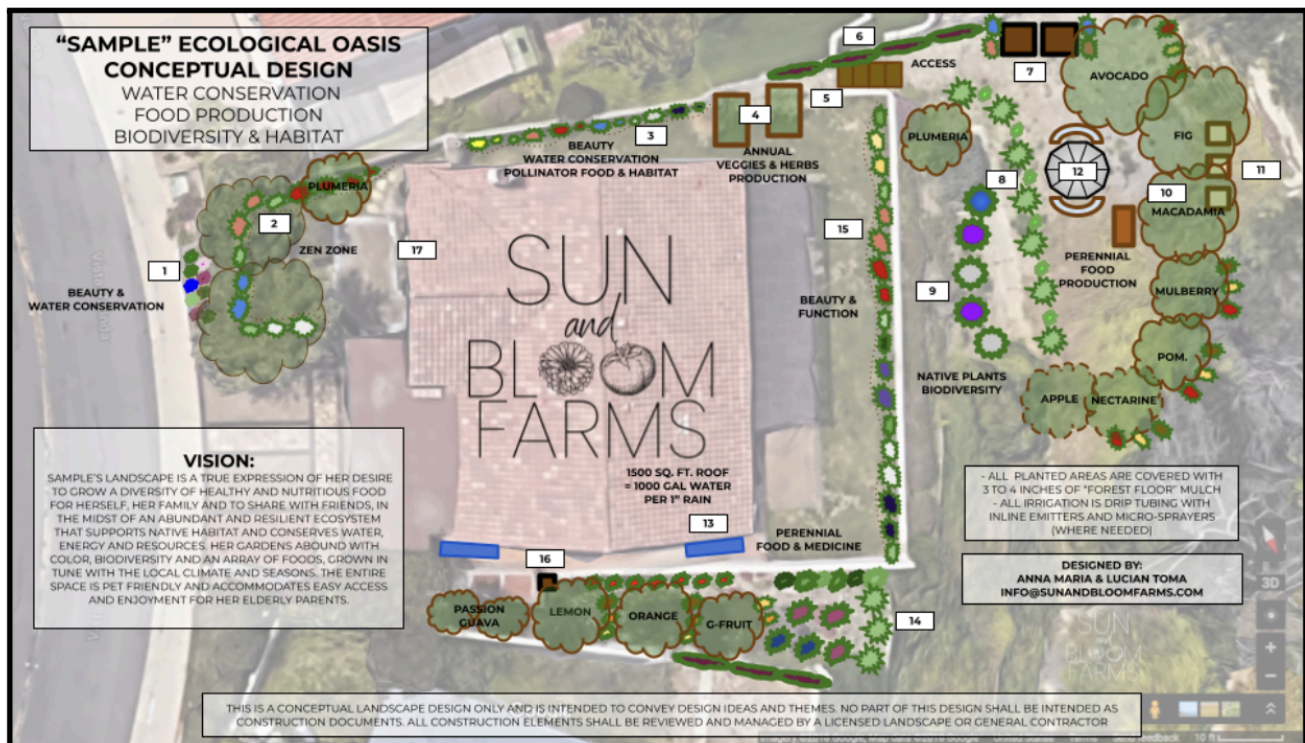 “SAMPLE” ECOLOGICAL OASIS
CONCEPTUAL DESIGN
WATER CONSERVATION
FOOD PRODUCTION
BIODIVERSITY & HABITAT
6
ACCESS
7
AVOCADO
5
4
3
BEAUTY
WATER CONSERVATION
POLLINATOR FOOD & HABITAT
ANNUAL
VEGGIES & HERBS
PRODUCTION
PLUMERIA
FIG
8
12
11
10
MACADAMIA
PLUMERIA
2
ZEN ZONE
17
1
BEAUTY &
WATER CONSERVATION
15
BEAUTY &
FUNCTION
PERENNIAL
FOOD
PRODUCTION
9
MULBERRY
POM.
NATIVE PLANTS
BIODIVERSITY
APPLE
NECTARINE
SUN
and
BLOOM
FARMS
1500 SQ. FT. ROOF
= 1000 GAL WATER
PER 1" RAIN
VISION:
SAMPLE'S LANDSCAPE IS A TRUE EXPRESSION OF HER DESIRE
TO GROW A DIVERSITY OF HEALTHY AND NUTRITIOUS FOOD
FOR HERSELF, HER FAMILY AND TO SHARE WITH FRIENDS, IN
THE MIDST OF AN ABUNDANT AND RESILIENT ECOSYSTEM
THAT SUPPORTS NATIVE HABITAT AND CONSERVES WATER,
ENERGY AND RESOURCES. HER GARDENS ABOUND WITH
COLOR, BIODIVERSITY AND AN ARRAY OF FOODS, GROWN IN
TUNE WITH THE LOCAL CLIMATE AND SEASONS. THE ENTIRE
SPACE IS PET FRIENDLY AND ACCOMMODATES EASY ACCESS
AND ENJOYMENT FOR HER ELDERLY PARENTS.
- ALL PLANTED AREAS ARE COVERED WITH
3 TO 4 INCHES OF "FOREST FLOOR" MULCH
- ALL IRRIGATION IS DRIP TUBING WITH
INLINE EMITTERS AND MICRO-SPRAYERS
(WHERE NEEDED)
13
PERENNIAL
FOOD & MEDICINE
16
PASSION
GUAVA
LEMON
ORANGE
G-FRUIT
14
DESIGNED BY:
ANNA MARIA & LUCIAN TOMA
INFO@SUNANDBLOOMFARMS.COM
3D
SUN
and
BLOOM
FARMS
THIS IS A CONCEPTUAL LANDSCAPE DESIGN ONLY AND IS INTENDED TO CONVEY DESIGN IDEAS AND THEMES. NO PART OF THIS DESIGN SHALL BE INTENDED AS
CONSTRUCTION DOCUMENTS. ALL CONSTRUCTION ELEMENTS SHALL BE REVIEWED AND MANAGED BY A LICENSED LANDSCAPE OR GENERAL CONTRACTOR
10 ft